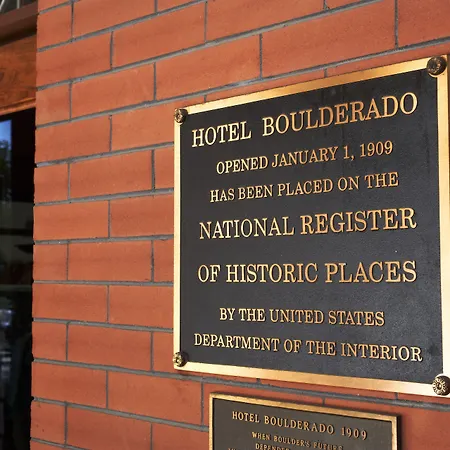 HOTEL BOULDERADO
OPENED JANUARY 1, 1909
HAS BEEN PLACED ON THE
NATIONAL REGISTER
OF HISTORIC PLACES
BY THE UNITED STATES
DEPARTMENT OF THE INTERIOR
HOTEL BOULDERADO 1909
WHEN BOULDER'S FUTURE